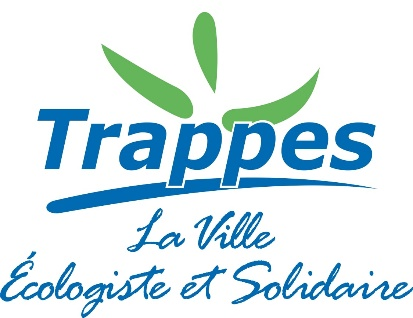 Trappes
La Ville
Écologiste et Solidaire